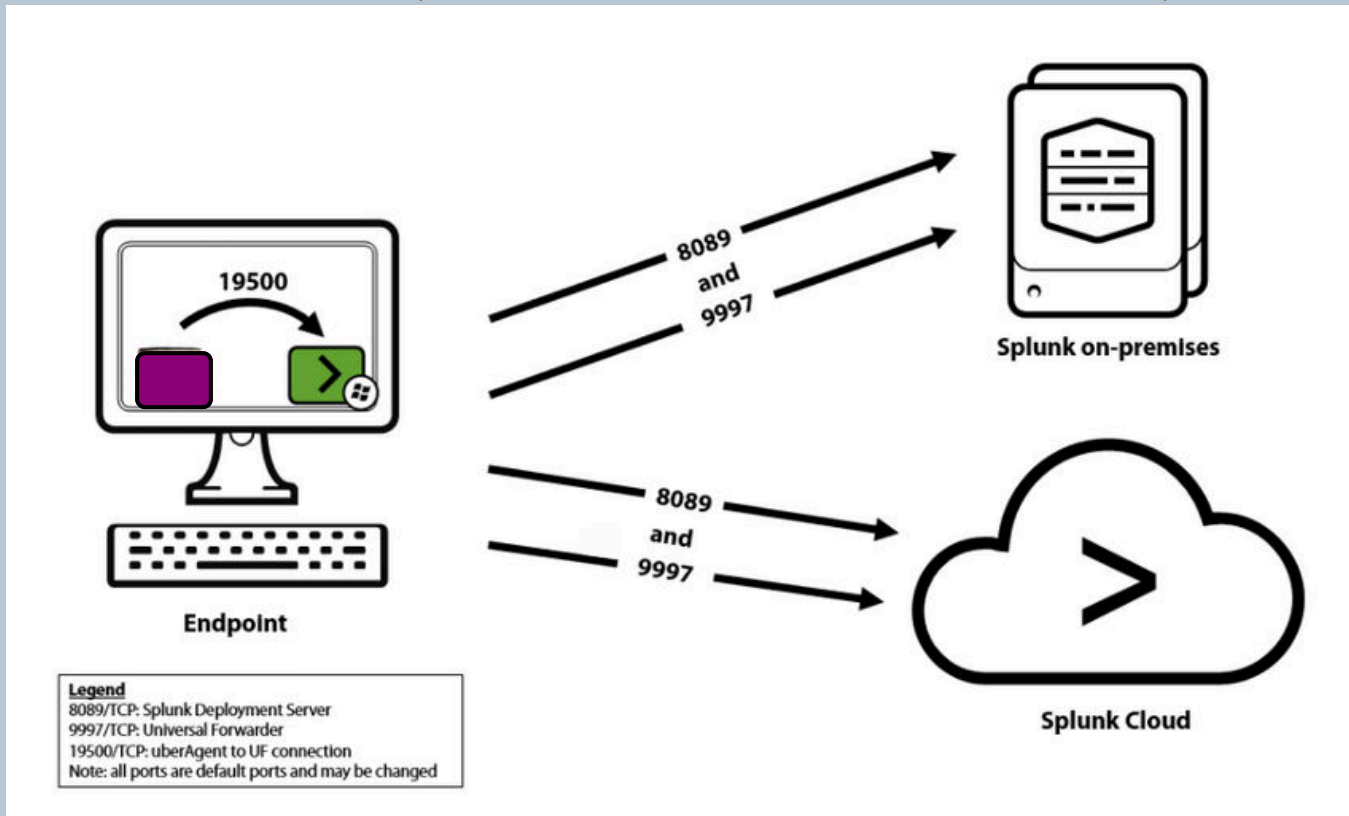 19500
8089
and
9997
Splunk on-premises
8089
and
9997
Endpoint
Splunk Cloud
Legend
8089/TCP: Splunk Deployment Server
9997/TCP: Universal Forwarder
19500/TCP: uberAgent to UF connection
Note: all ports are default ports and may be changed